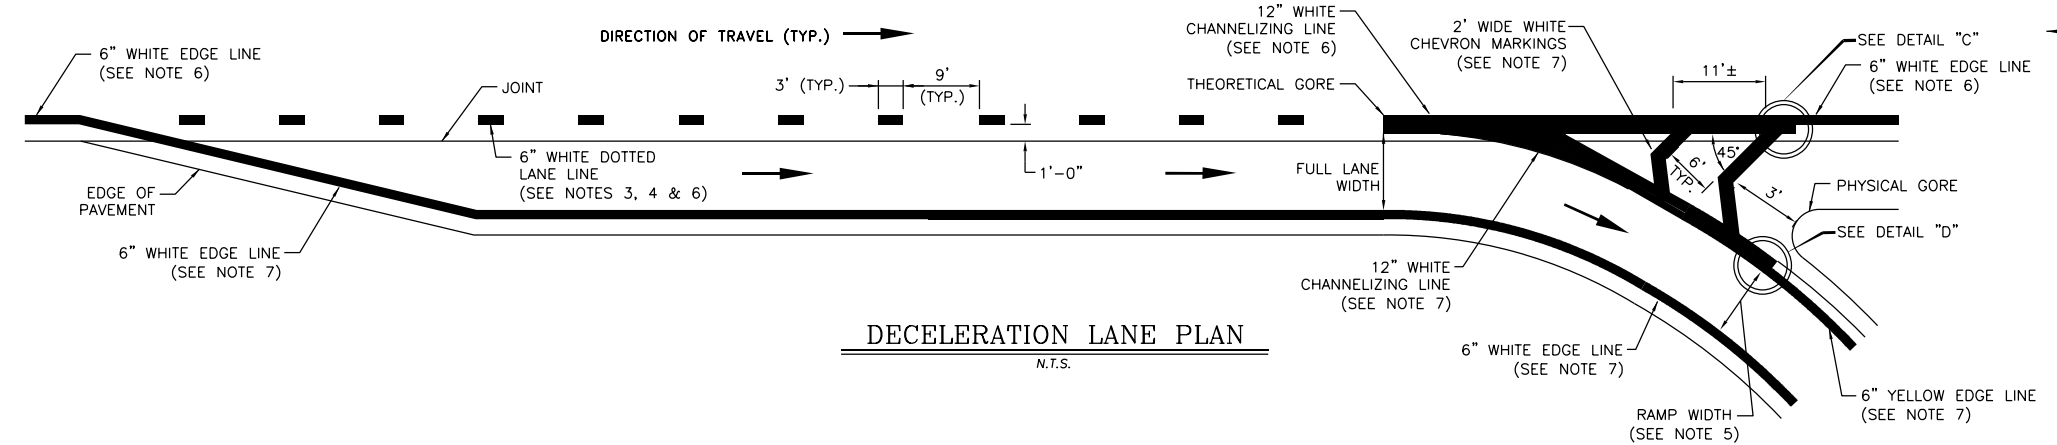 DIRECTION OF TRAVEL (TYP.)
6" WHITE EDGE LINE
(SEE NOTE 6)
JOINT
3' (TYP.)
9'
(TYP.)
12" WHITE
CHANNELIZING LINE
(SEE NOTE 6)
THEORETICAL GORE
2' WIDE WHITE
CHEVRON MARKINGS
(SEE NOTE 7)
11'±
SEE DETAIL "C"
6" WHITE EDGE LINE
(SEE NOTE 6)
EDGE OF
PAVEMENT
6" WHITE DOTTED
LANE LINE
(SEE NOTES 3, 4 & 6)
1'-0"
FULL LANE
WIDTH
6'
TYP.
45°
3'
PHYSICAL GORE
SEE DETAIL "D"
6" WHITE EDGE LINE
(SEE NOTE 7)
12" WHITE
CHANNELIZING LINE
(SEE NOTE 7)
6" WHITE EDGE LINE
(SEE NOTE 7)
RAMP WIDTH
(SEE NOTE 5)
6" YELLOW EDGE LINE
(SEE NOTE 7)
DECELERATION LANE PLAN
N.T.S.